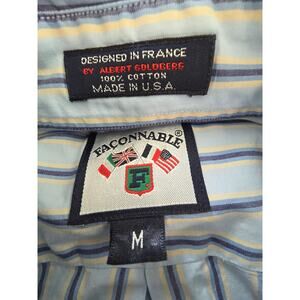 DESIGNED IN FRANCE
BY ALBERT GOLDBERG
100% COTTON
MADE IN U.S.A.
FACONNABLE®
F
M